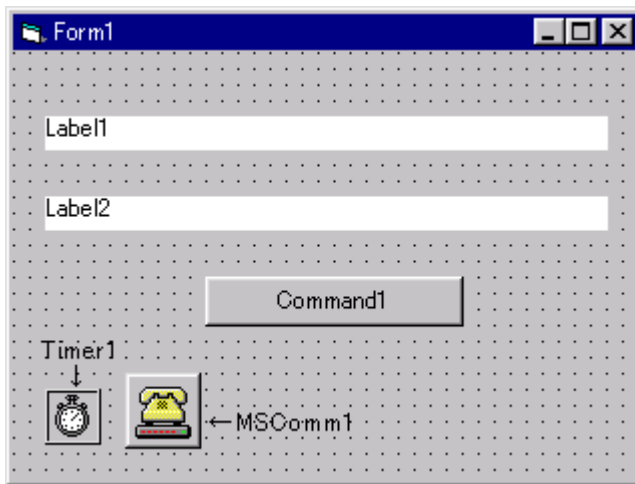 Form1
Label1
Label2
Command1
Timer1
↓
←MSComm1